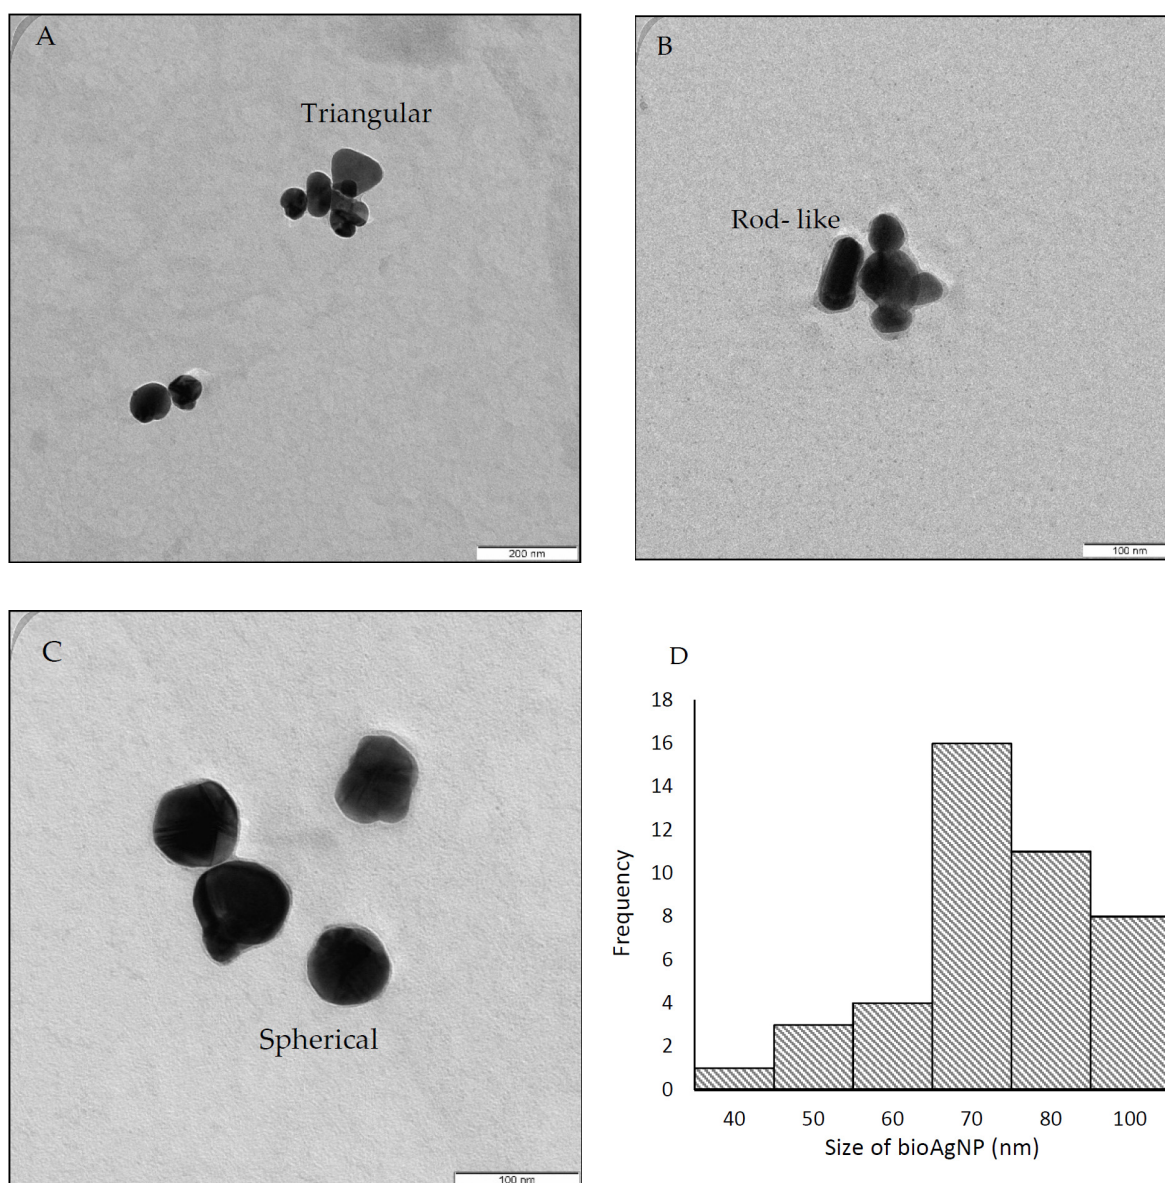 A
Triangular
200 nm
B
Rod- like
100 nm
C
Spherical
100 nm
D
18
16
14
12
10
8
6
4
2
0
Frequency
40 50 60 70 80 100
Size of bioAgNP (nm)